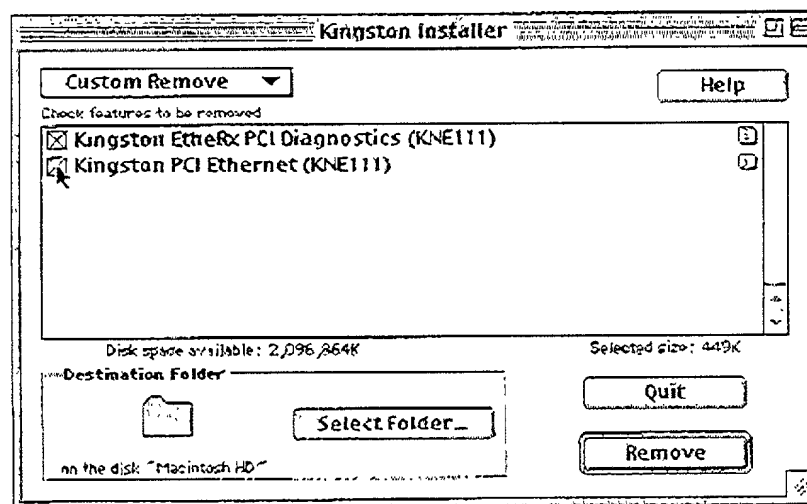 Kingston Installer
Custom Remove
Help
Check features to be removed
Kingston EtheRx PCI Diagnostics (KNE111)
Kingston PCI Ethernet (KNE111)
Disk space available: 2,096,864K
Selected size: 449K
Destination Folder
Quit
Select Folder...
Remove
on the disk "Macintosh HD"